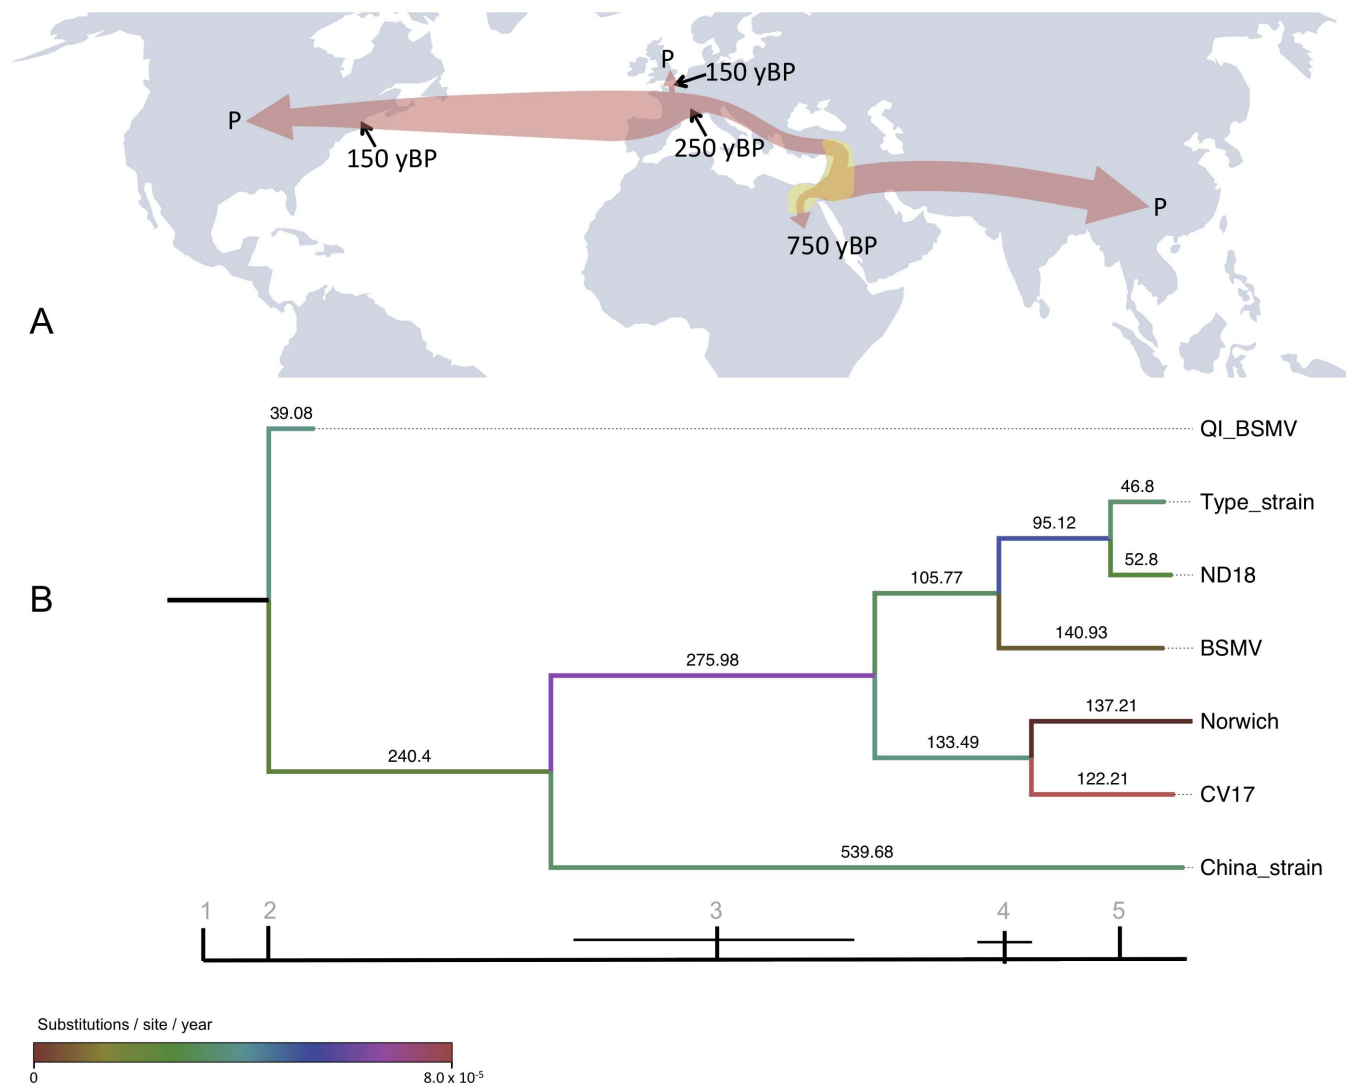 P
150 yBP
P
250 yBP
150 yBP
P
750 yBP
A
39.08
QI_BSMV
46.8
Type_strain
95.12
52.8
ND18
105.77
B
140.93
BSMV
275.98
137.21
Norwich
133.49
240.4
122.21
CV17
539.68
China_strain
1 2 3 4 5
Substitutions / site / year
0 8.0 x 10⁻⁵